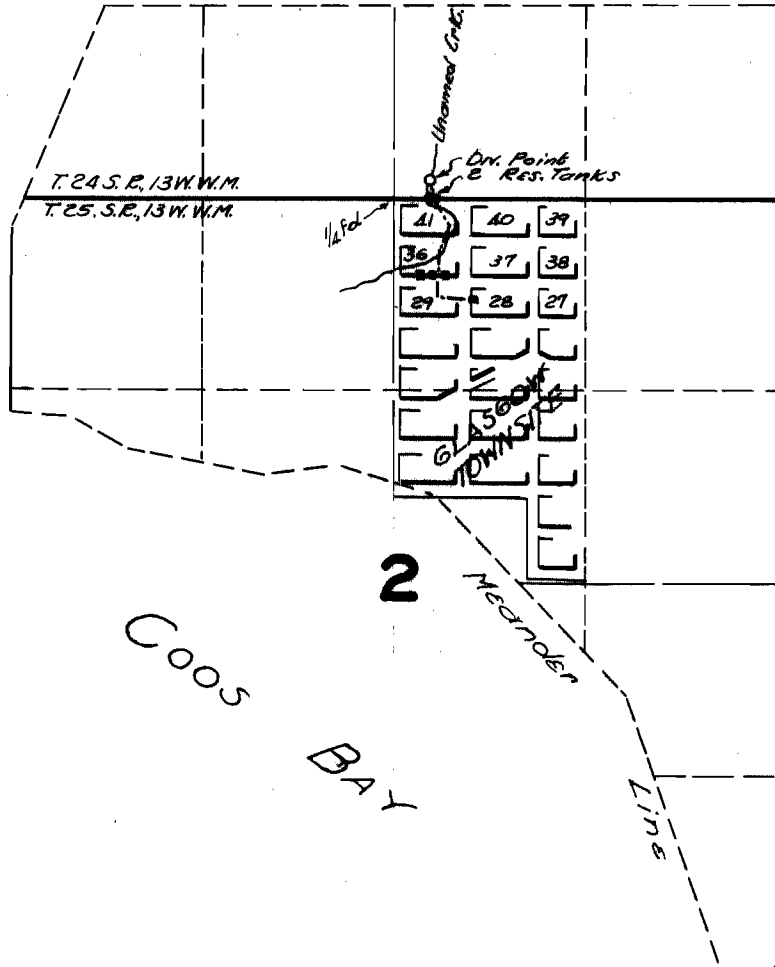 Unnamed Crk.
Div. Point
2 Res. Tanks
T. 24 S. R, 13 W. W.M.
T. 25. S.R., 13 W. W.M.
1/4 fd
41 40 39
36 37 38
29 28 27
GLASGOW
TOWNSITE
2
Meander
Line
COOS
BAY